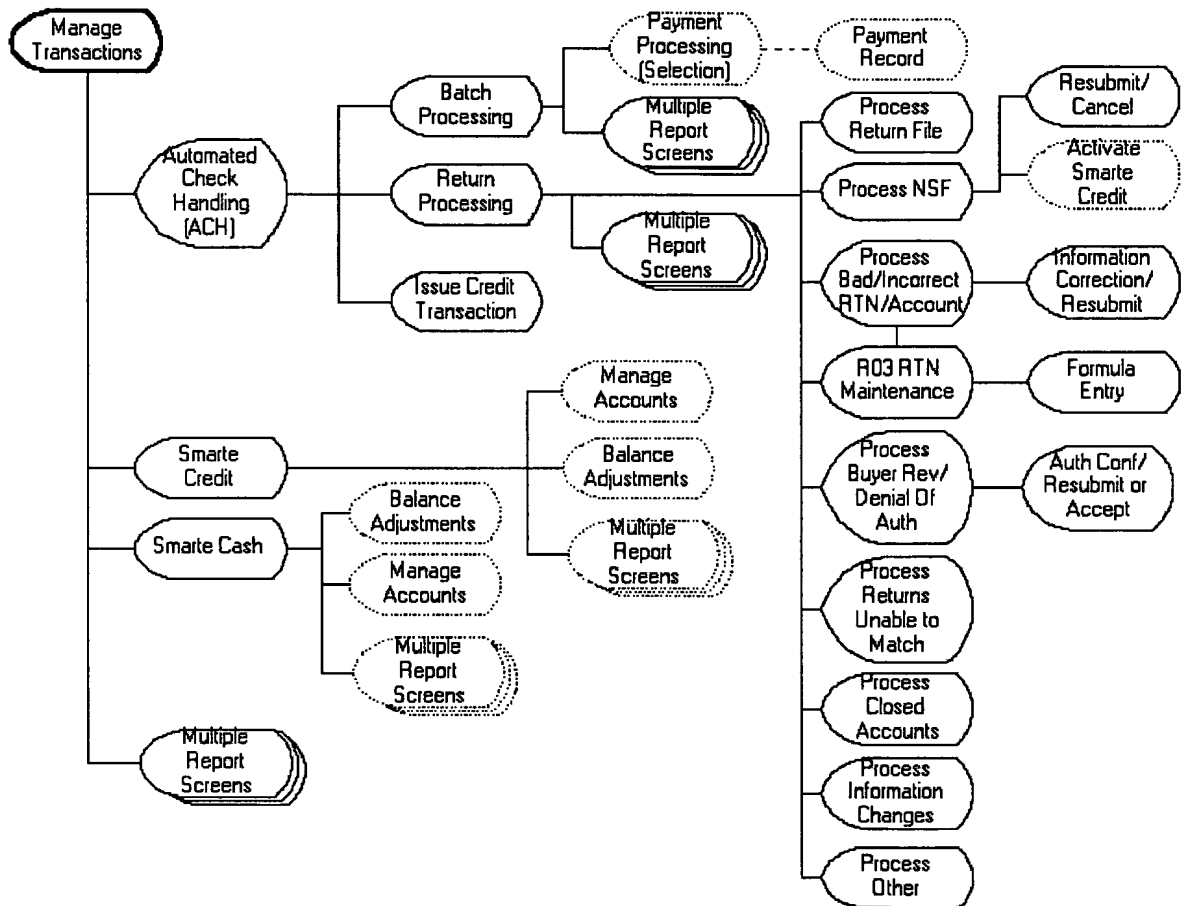 Manage
Transactions
Automated
Check
Handling
(ACH)
Batch
Processing
Payment
Processing
(Selection)
Payment
Record
Multiple
Report
Screens
Return
Processing
Multiple
Report
Screens
Issue Credit
Transaction
Process
Return File
Process NSF
Resubmit/
Cancel
Activate
Smarte
Credit
Process
Bad/Incorrect
RTN/Account
Information
Correction/
Resubmit
R03 RTN
Maintenance
Formula
Entry
Process
Buyer Rev/
Denial Of
Auth
Auth Conf/
Resubmit or
Accept
Process
Returns
Unable to
Match
Process
Closed
Accounts
Process
Information
Changes
Process
Other
Smarte
Credit
Manage
Accounts
Balance
Adjustments
Multiple
Report
Screens
Smarte Cash
Balance
Adjustments
Manage
Accounts
Multiple
Report
Screens
Multiple
Report
Screens